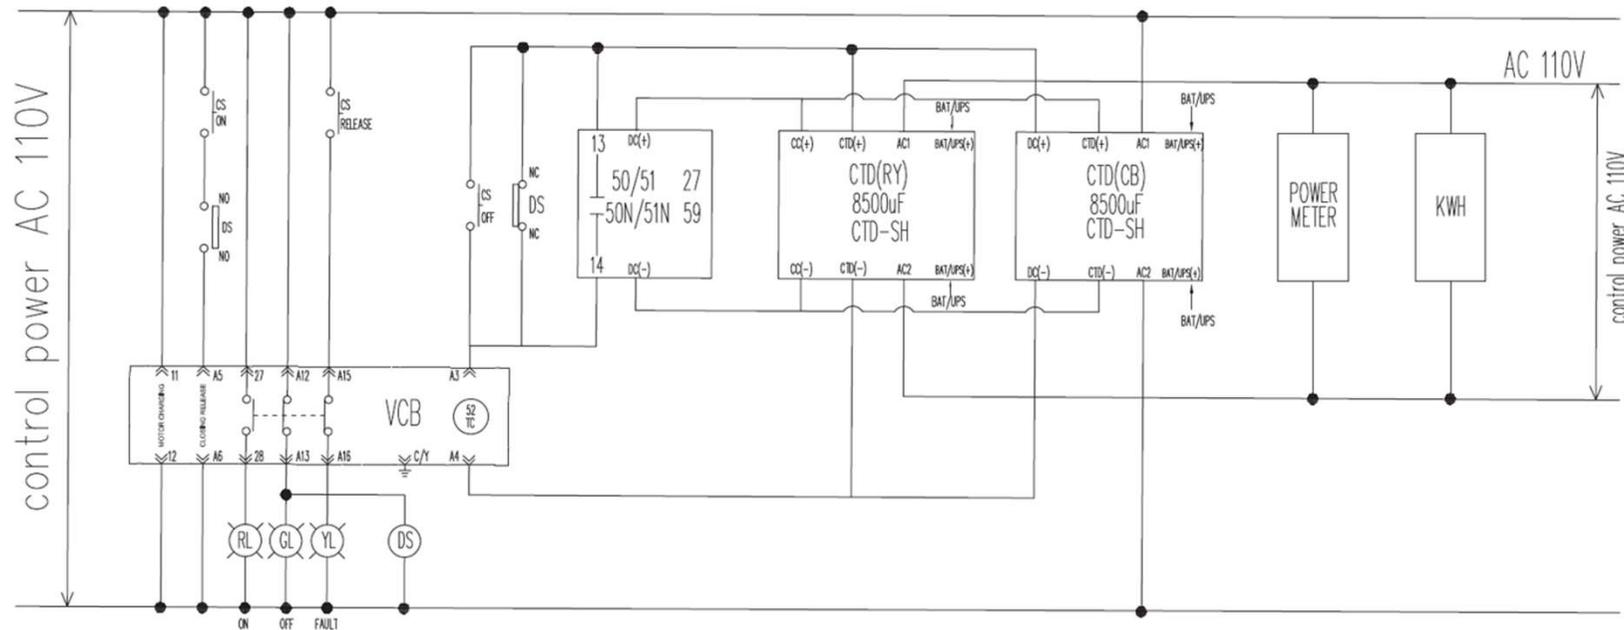 control power AC 110V
AC 110V
control power AC 110V
CS
ON
CS
RELEASE
NO
DS
NO
CS
OFF
NC
DS
NC
13
DC(+)
50/51 27
50N/51N 59
14
DC(-)
BAT/UPS
CC(+)
CTD(+)
AC1
BAT/UPS(+)
CTD(RY)
8500uF
CTD-SH
CC(-)
CTD(-)
AC2
BAT/UPS(+)
BAT/UPS
BAT/UPS
DC(+)
CTD(+)
AC1
BAT/UPS(+)
CTD(CB)
8500uF
CTD-SH
DC(-)
CTD(-)
AC2
BAT/UPS(+)
BAT/UPS
POWER
METER
KWH
11
A5
27
A12
A15
A3
MOTOR CHARGING
CLOSING RELEASE
VCB
52
TC
12
A6
28
A13
A16
C/Y
A4
RL
GL
YL
DS
ON
OFF
FAULT